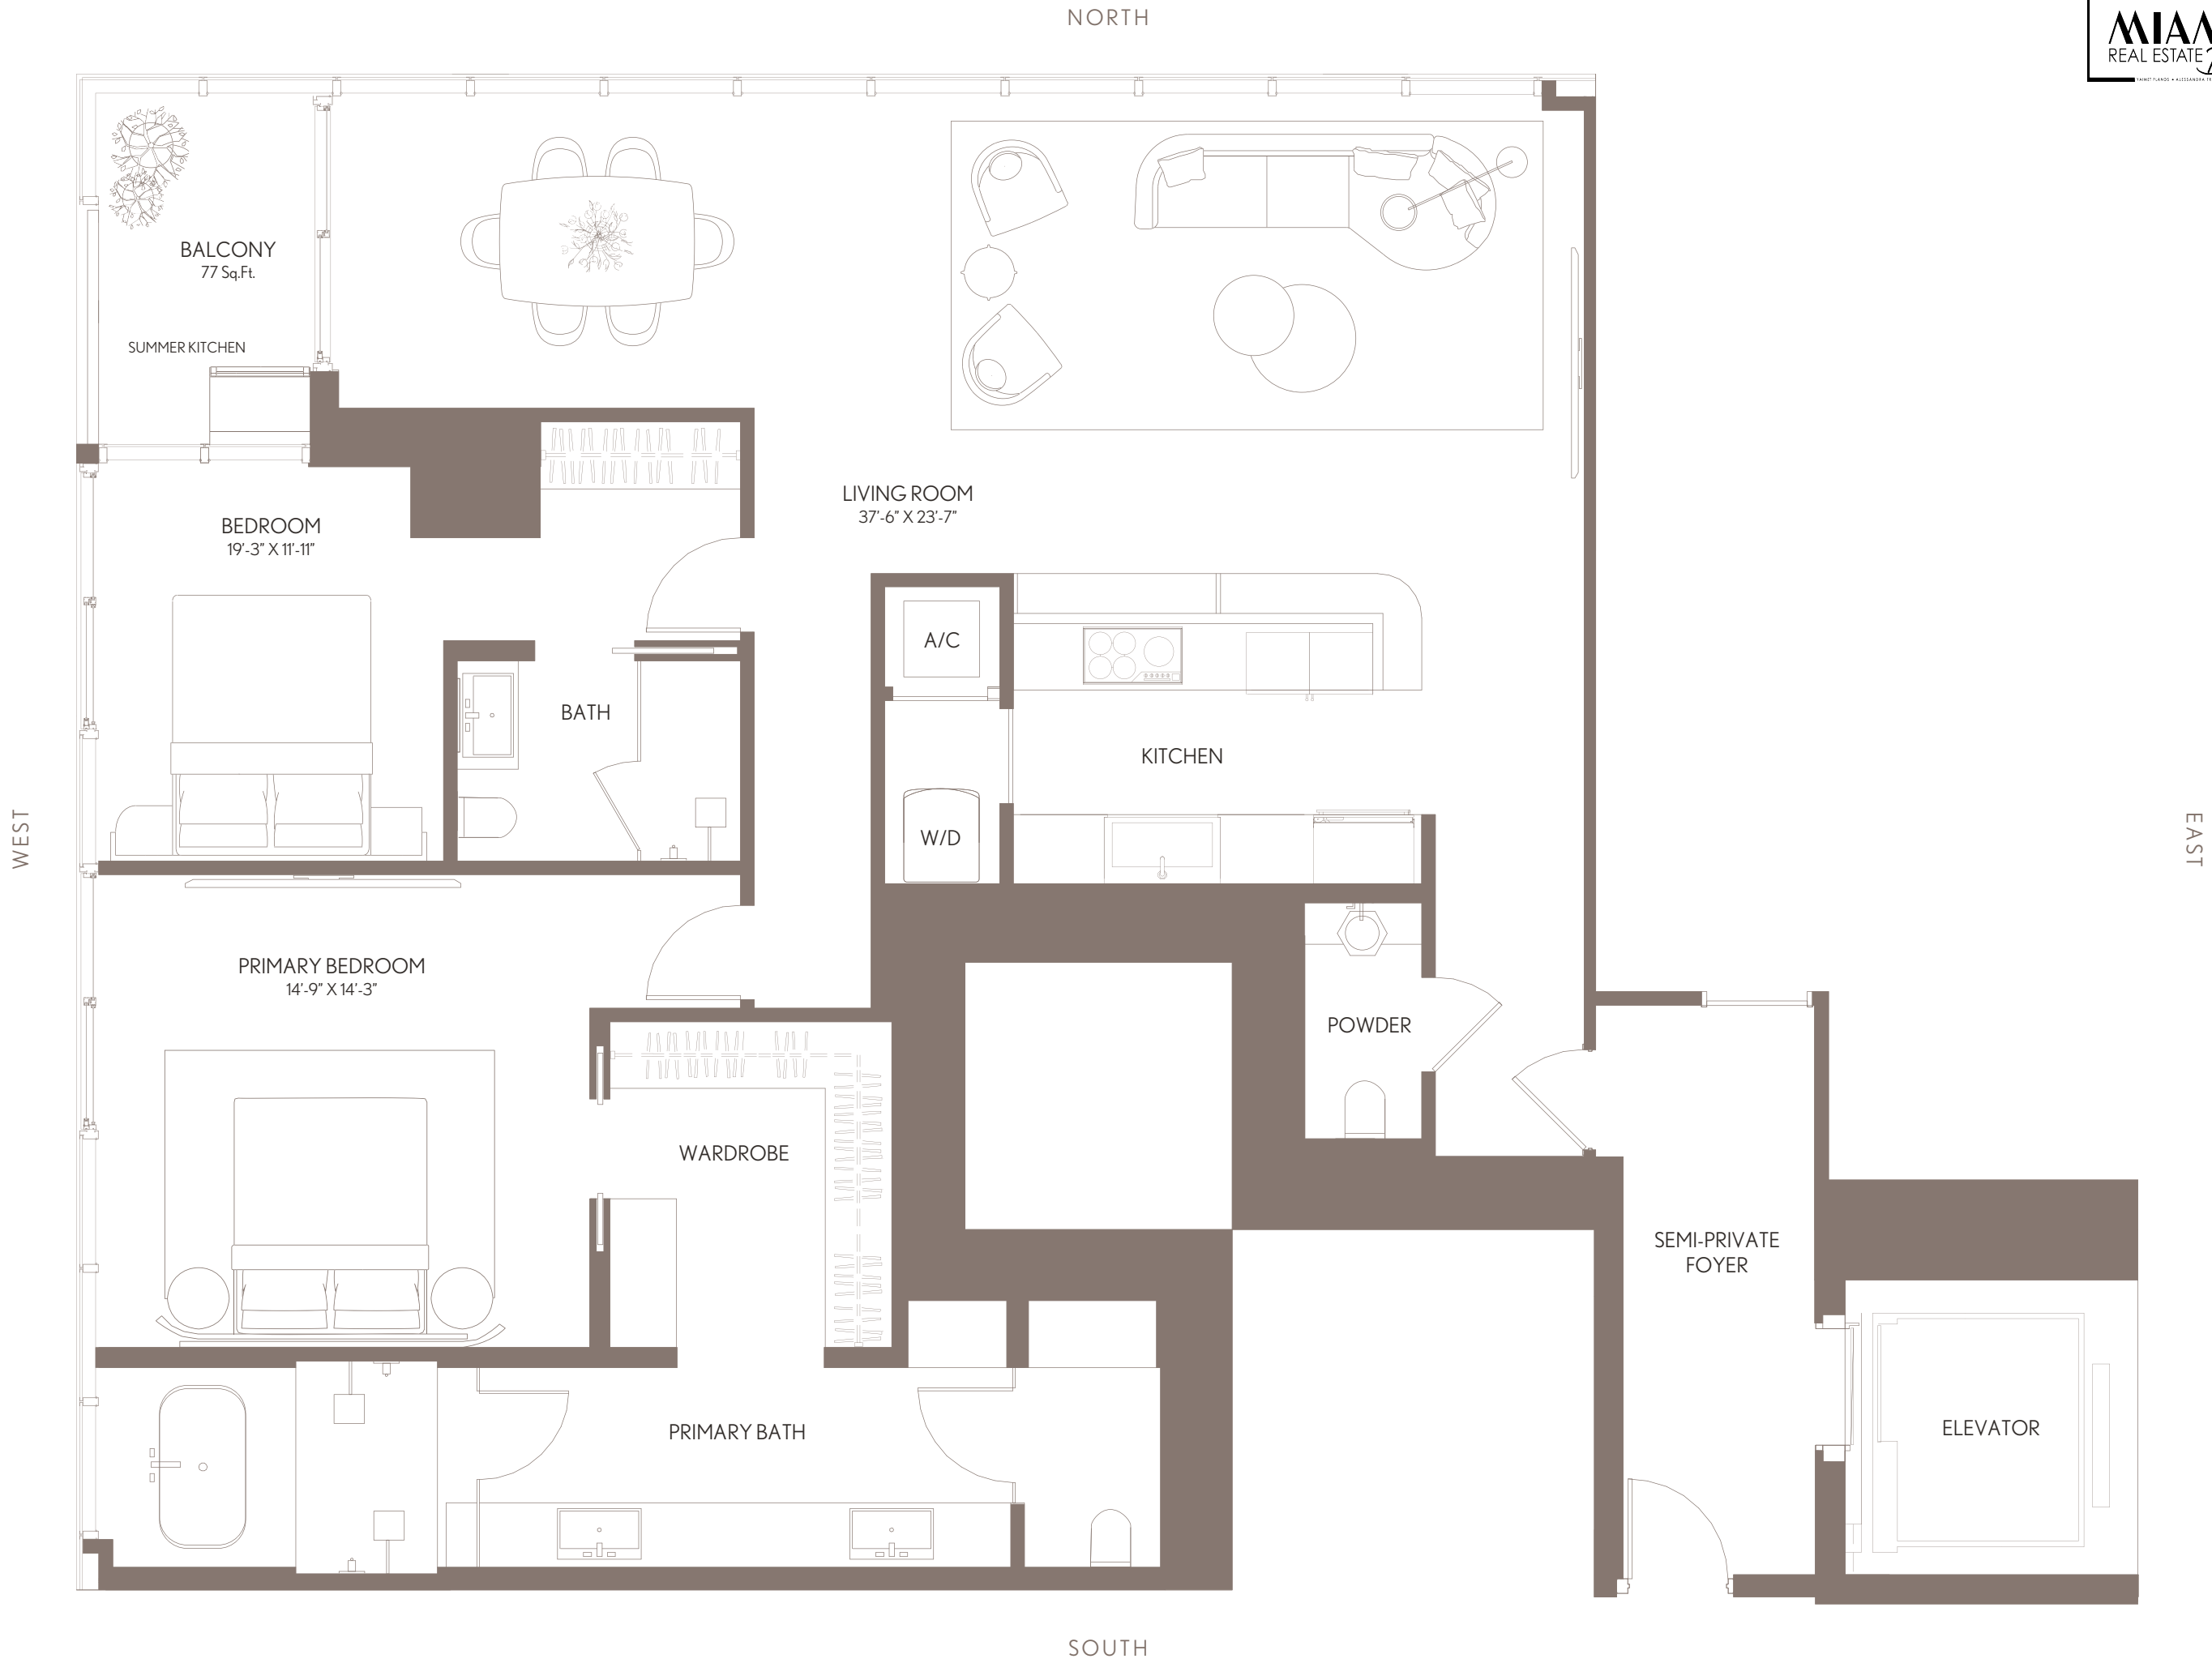 NORTH
MIAM
REAL ESTATE
BALCONY
77 Sq.Ft.
SUMMER KITCHEN
LIVING ROOM
37'-6" X 23'-7"
BEDROOM
19'-3" X 11'-11"
A/C
BATH
KITCHEN
W/D
WEST
EAST
PRIMARY BEDROOM
14'-9" X 14'-3"
POWDER
WARDROBE
SEMI-PRIVATE
FOYER
PRIMARY BATH
ELEVATOR
SOUTH